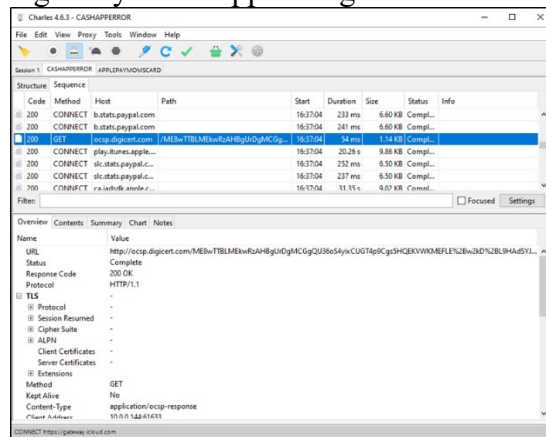 Charles 4.6.3 - CASHAPPERROR
File Edit View Proxy Tools Window Help
Session 1 CASHAPPERROR APPLEPAYMOMSCARD
Structure Sequence
Code Method Host Path Start Duration Size Status Info
200 CONNECT b.stats.paypal.com 16:37:04 233 ms 6.60 KB Compl...
200 CONNECT b.stats.paypal.com 16:37:04 241 ms 6.60 KB Compl...
200 GET ocsp.digicert.com 16:37:04 54 ms 1.14 KB Compl...
200 CONNECT play.itunes.apple.... 16:37:04 20.26 s 9.86 KB Compl...
200 CONNECT slc.stats.paypal.c... 16:37:04 252 ms 6.50 KB Compl...
200 CONNECT slc.stats.paypal.c... 16:37:04 237 ms 6.50 KB Compl...
200 CONNECT ca.iadsdk.apple.c... 16:37:04 31.35 s 9.02 KB Compl...
Filter: Focused Settings
Overview Contents Summary Chart Notes
Name Value
URL
Status Complete
Response Code 200 OK
Protocol HTTP/1.1
TLS -
Protocol -
Session Resumed -
Cipher Suite -
ALPN -
Client Certificates -
Server Certificates -
Extensions
Method GET
Kept Alive No
Content-Type application/ocsp-response
Client Address 10.0.0.144:61633
CONNECT https://gateway.icloud.com